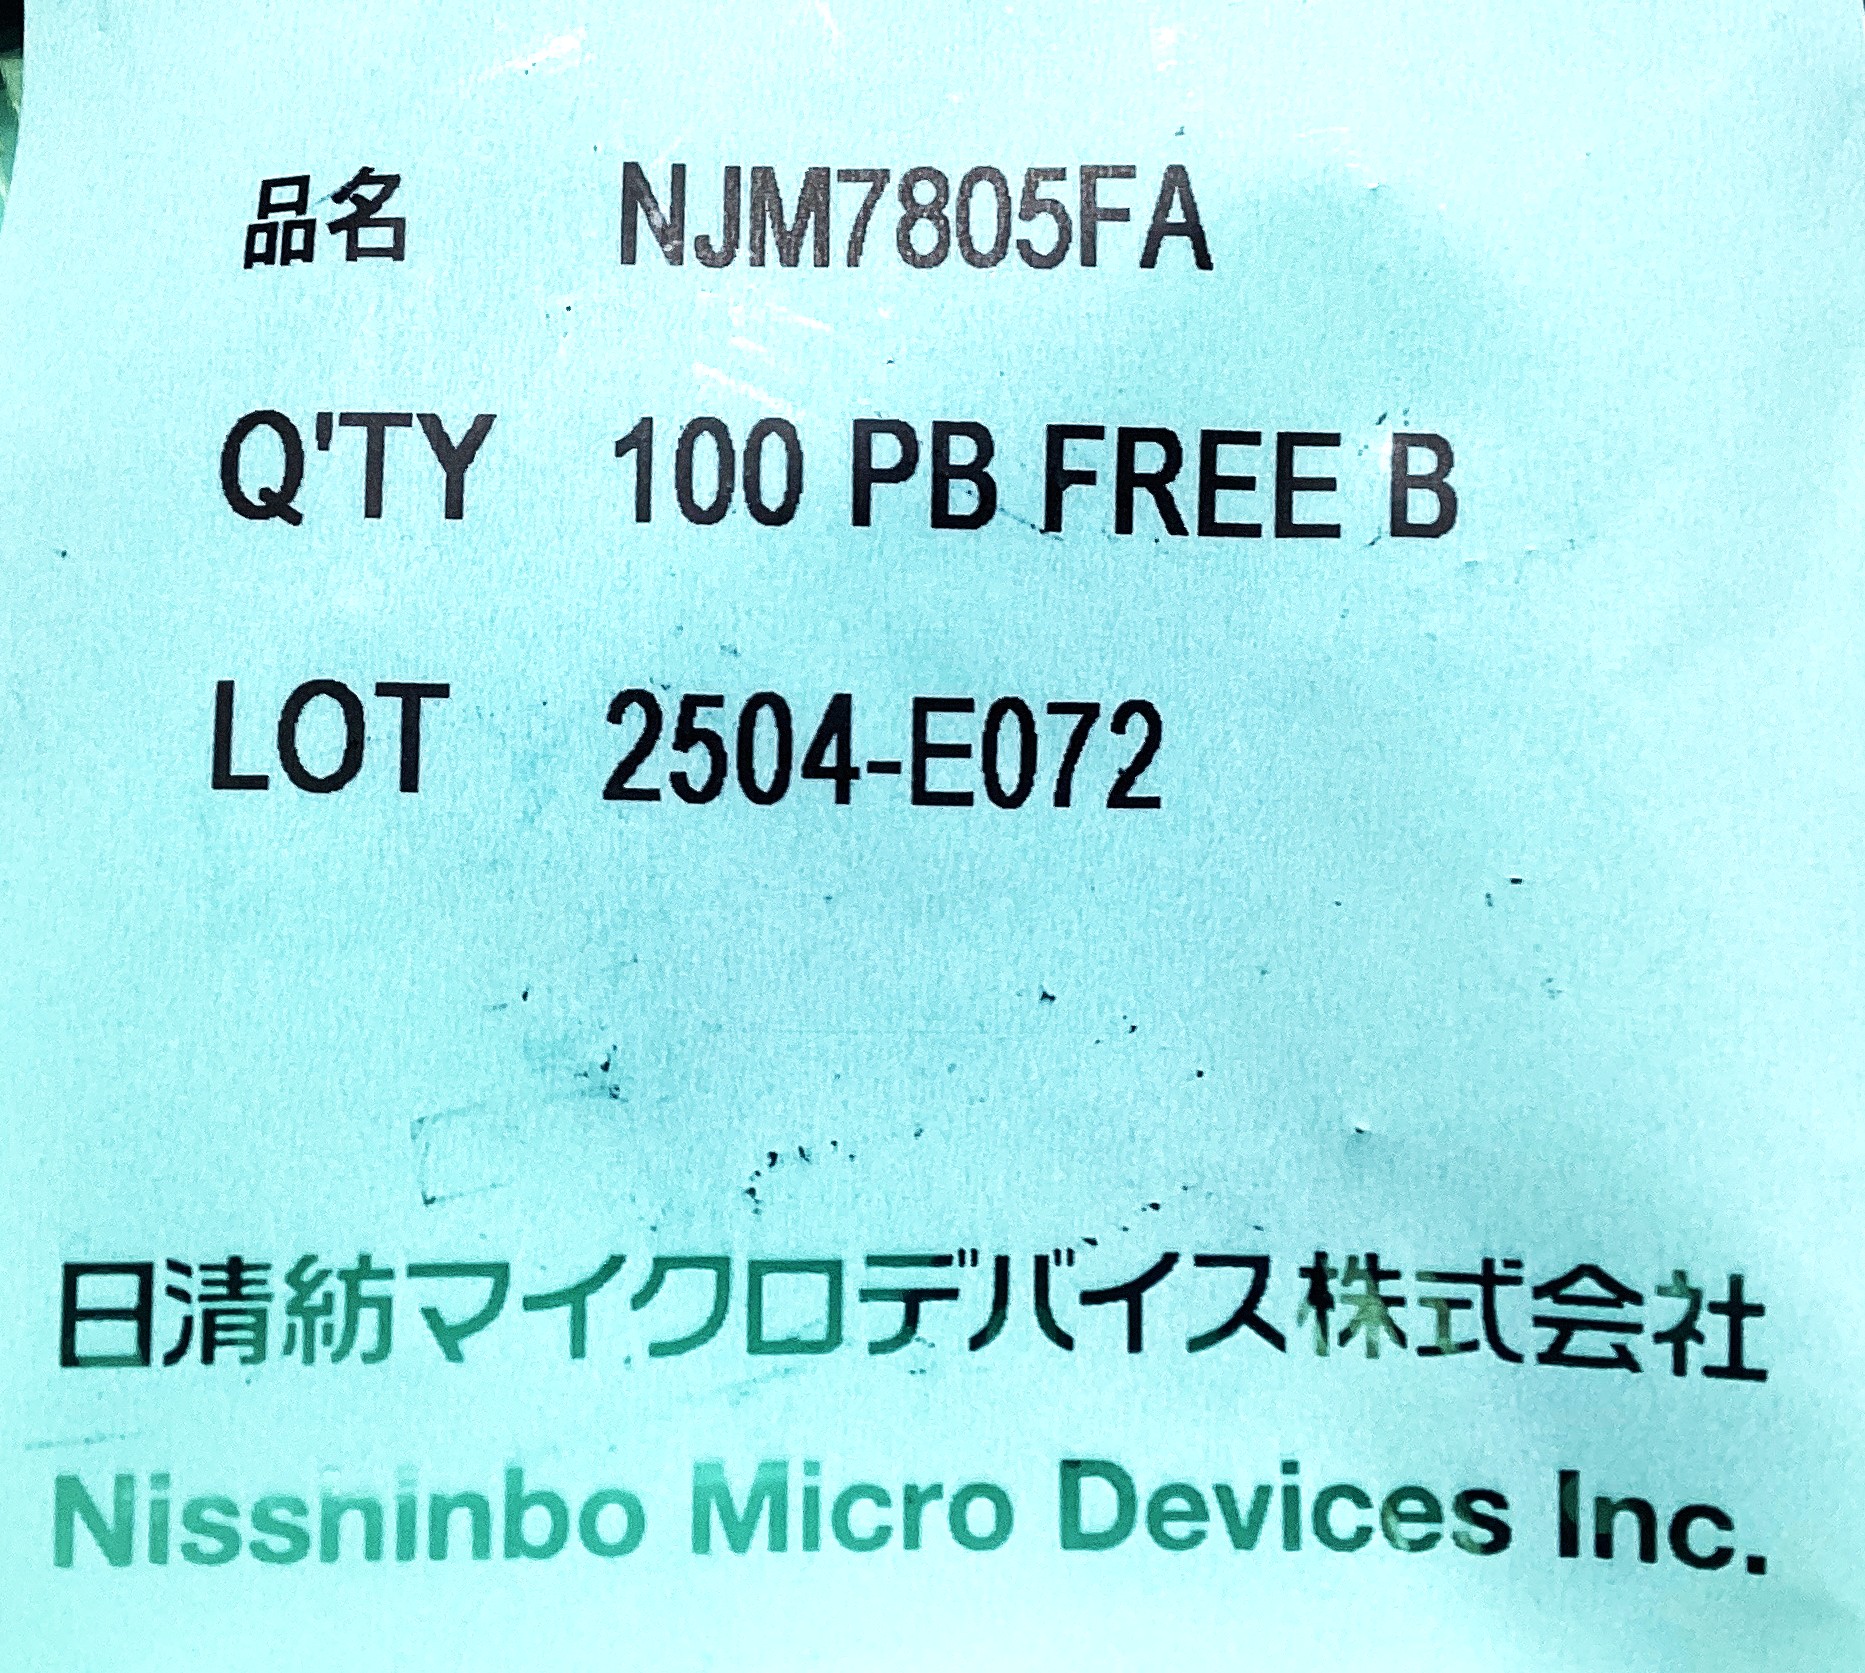 品名 NJM7805FA
Q'TY 100 PB FREE B
LOT 2504-E072
日清紡マイクロデバイス株式会社
Nissninbo Micro Devices Inc.